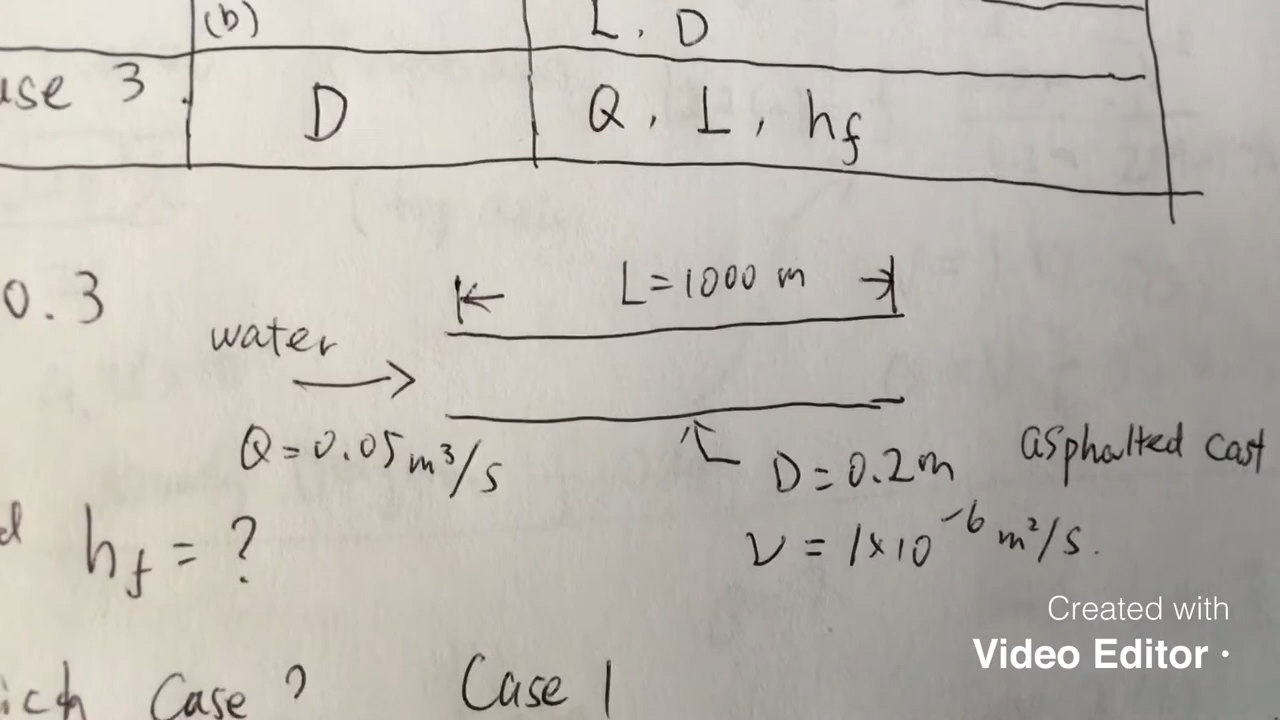 (b) L, D
use 3. D Q, L, hf
0.3
L=1000 m
water
Q=0.05 m³/s
D=0.2m asphalted cast
ν = 1×10⁻⁶ m²/s.
hf = ?
Created with
Video Editor
ich Case? Case 1